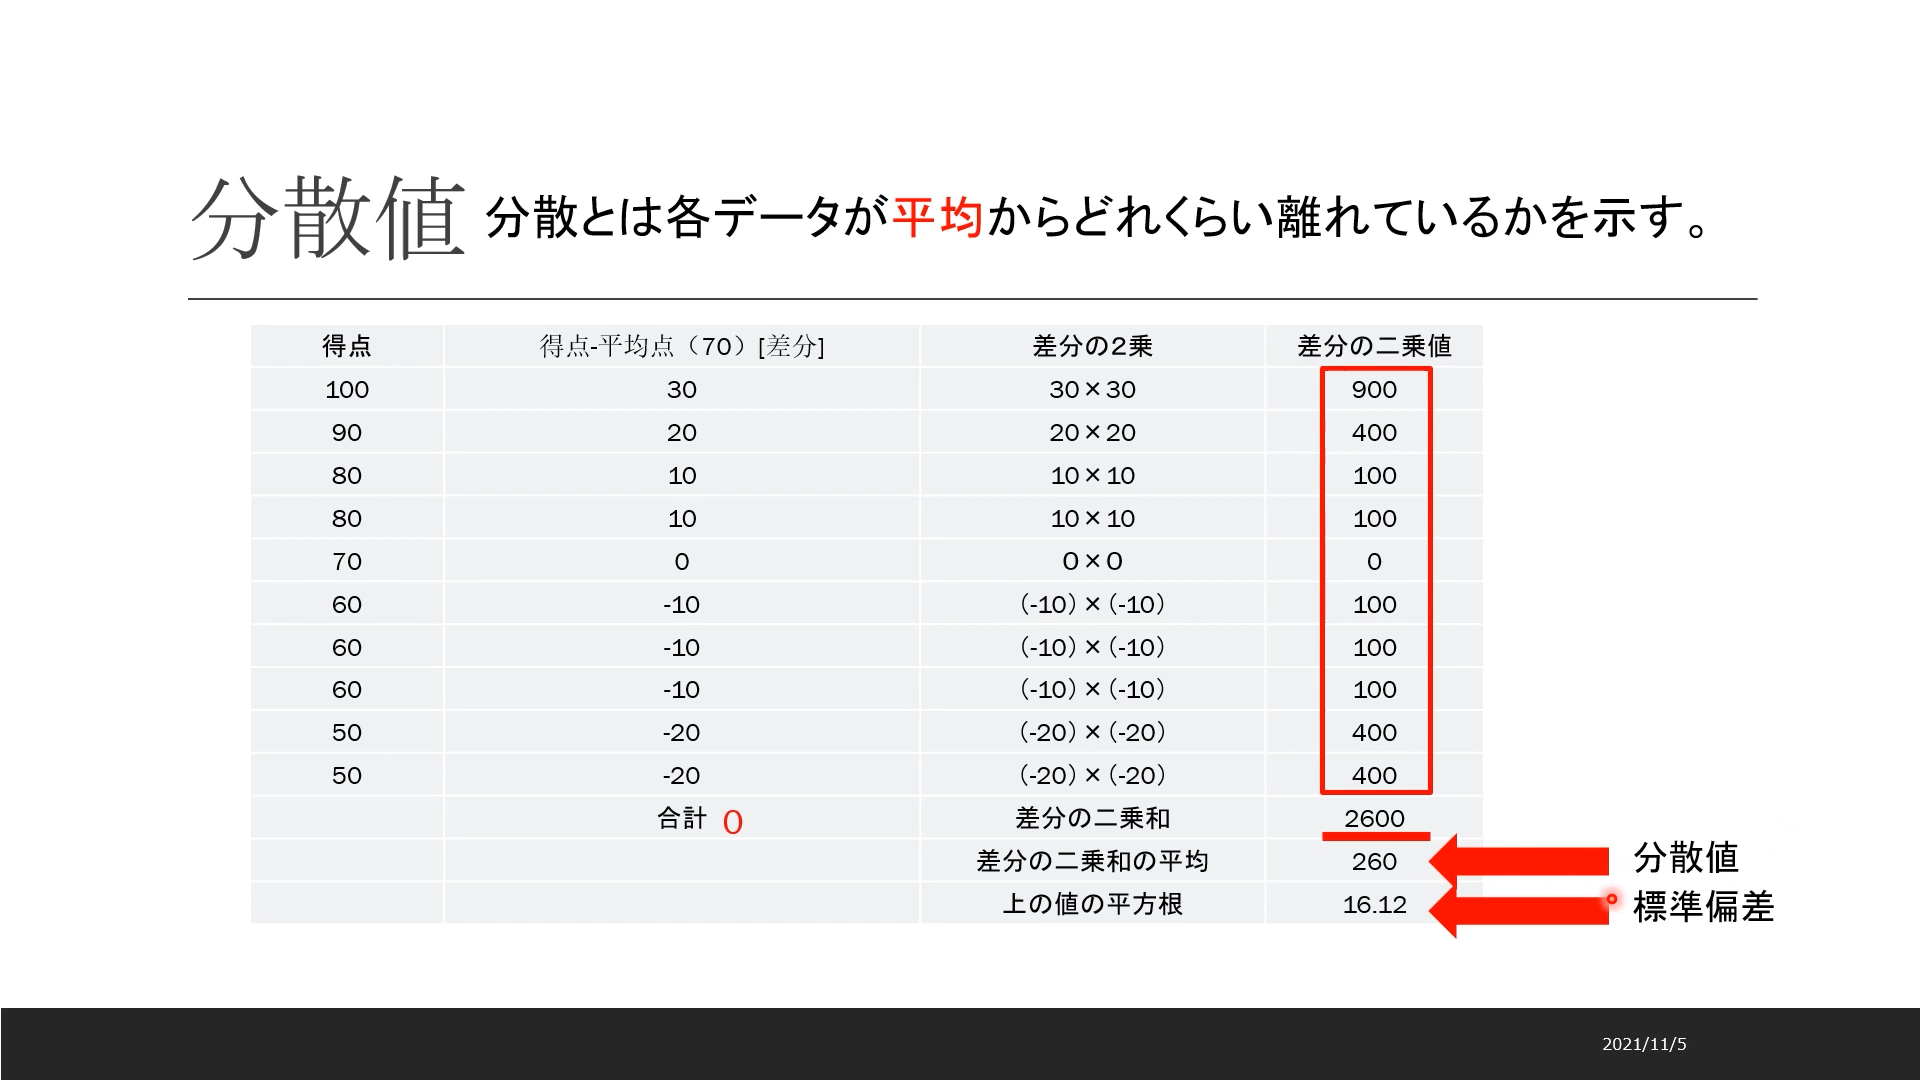 分散値 分散とは各データが平均からどれくらい離れているかを示す。
得点 得点-平均点（70）[差分] 差分の２乗 差分の二乗値
100 30 30×30 900
90 20 20×20 400
80 10 10×10 100
80 10 10×10 100
70 0 0×0 0
60 -10 (-10)×(-10) 100
60 -10 (-10)×(-10) 100
60 -10 (-10)×(-10) 100
50 -20 (-20)×(-20) 400
50 -20 (-20)×(-20) 400
合計 0 差分の二乗和 2600
差分の二乗和の平均 260 分散値
上の値の平方根 16.12 標準偏差
2021/11/5